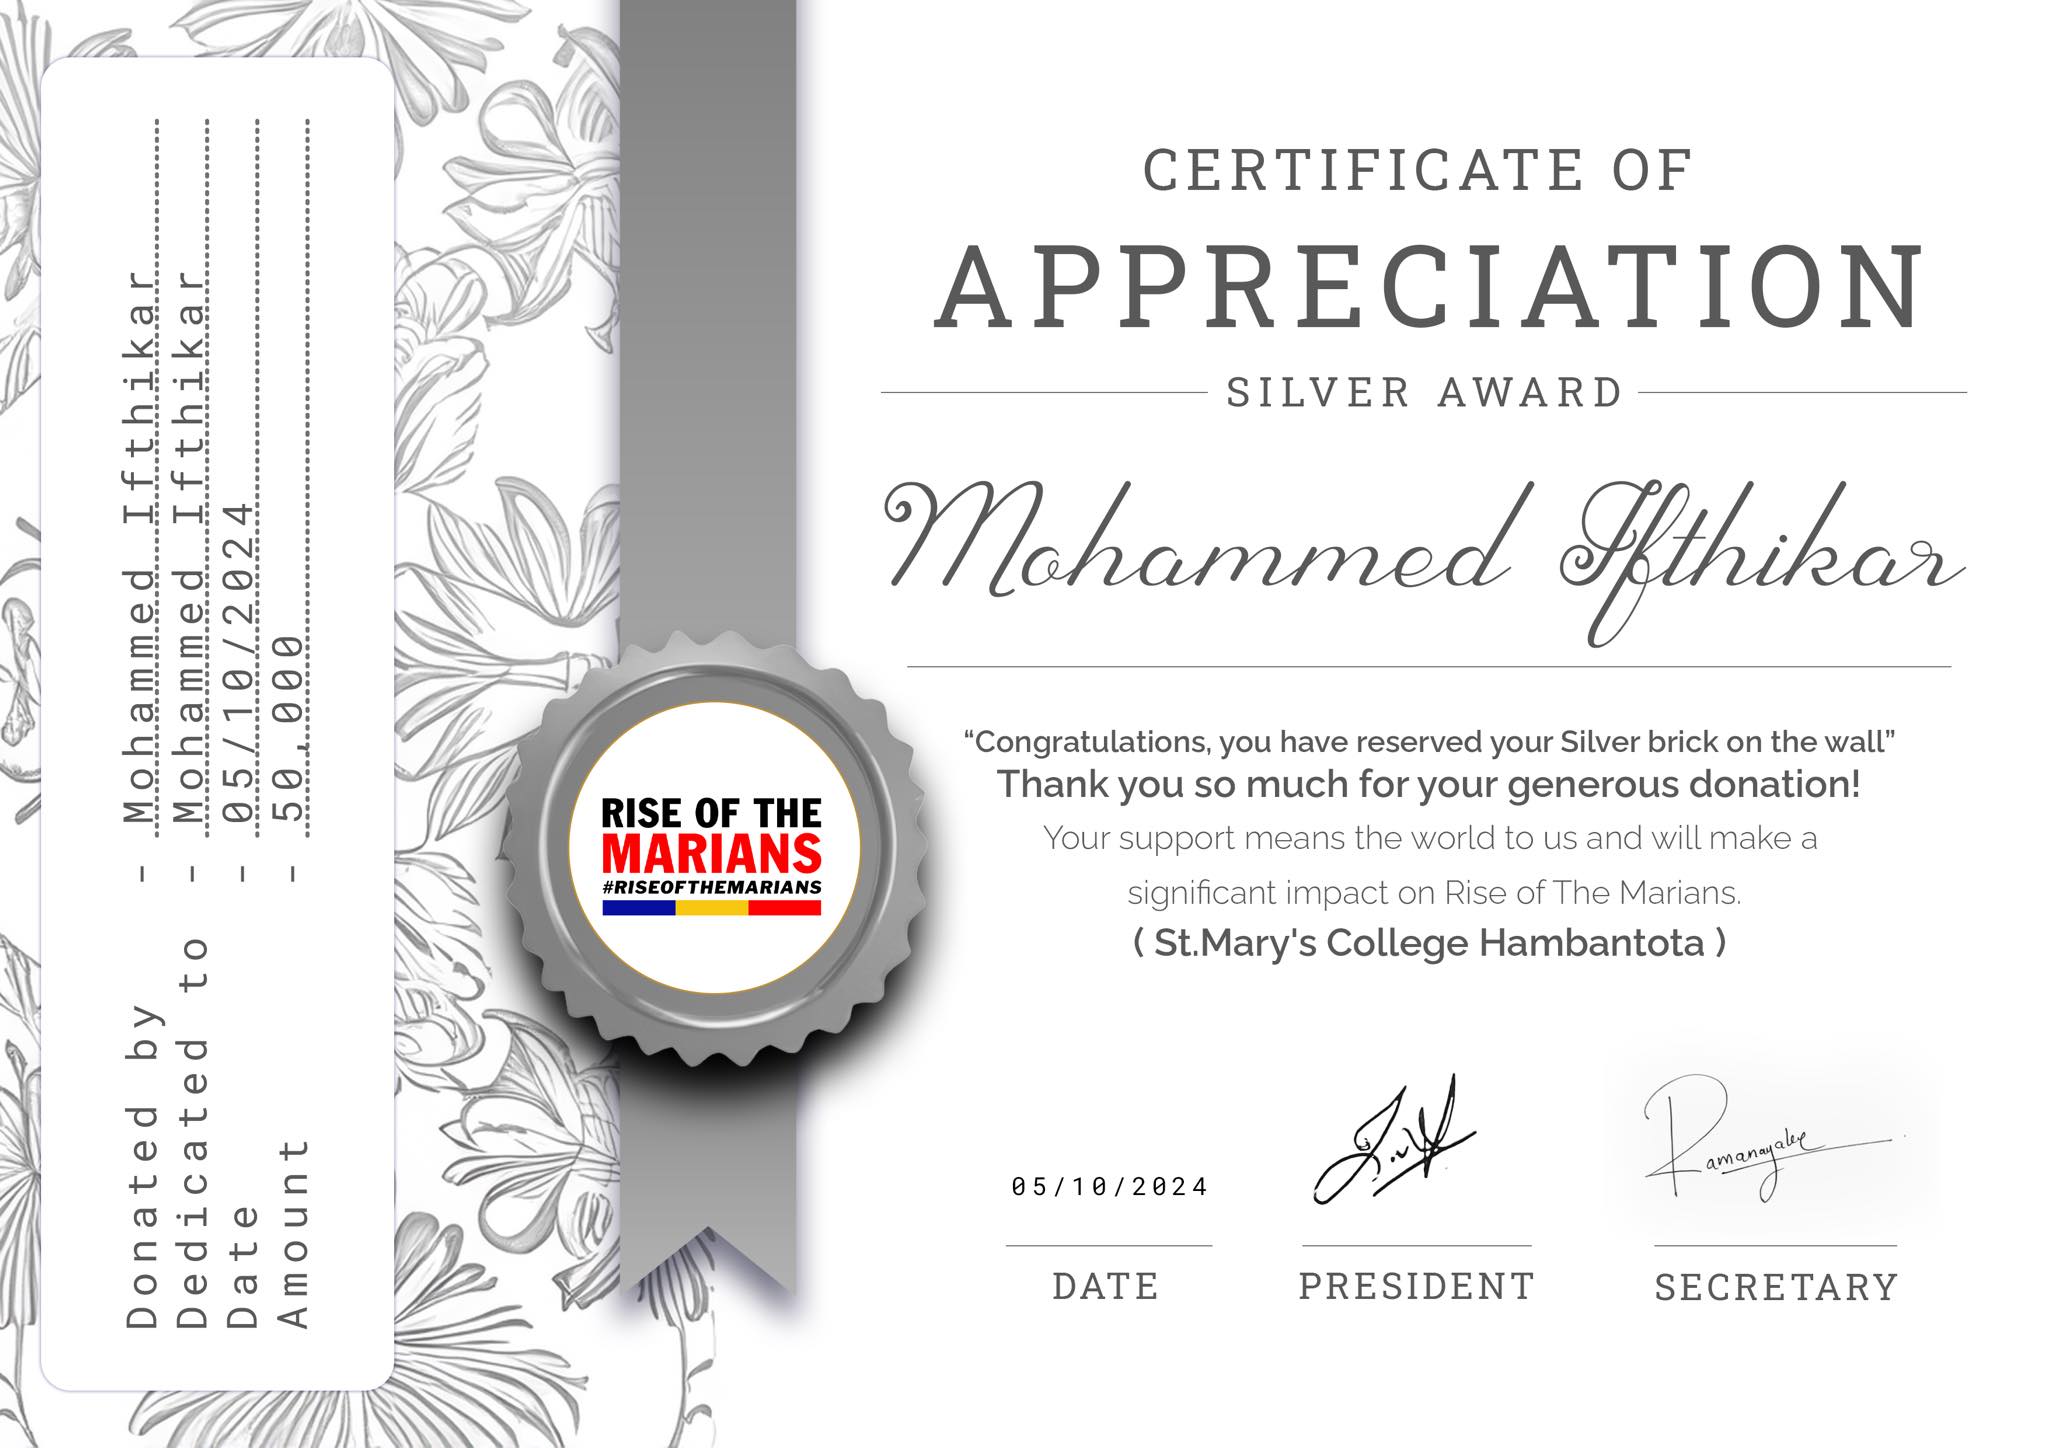 Donated by - Mohammed Ifthikar
Dedicated to - Mohammed Ifthikar
Date - 05/10/2024
Amount - 50,000
CERTIFICATE OF
APPRECIATION
SILVER AWARD
Mohammed Ifthikar
“Congratulations, you have reserved your Silver brick on the wall”
Thank you so much for your generous donation!
Your support means the world to us and will make a
significant impact on Rise of The Marians.
( St.Mary's College Hambantota )
RISE OF THE
MARIANS
#RISEOFTHEMARIANS
05/10/2024
DATE
PRESIDENT
SECRETARY